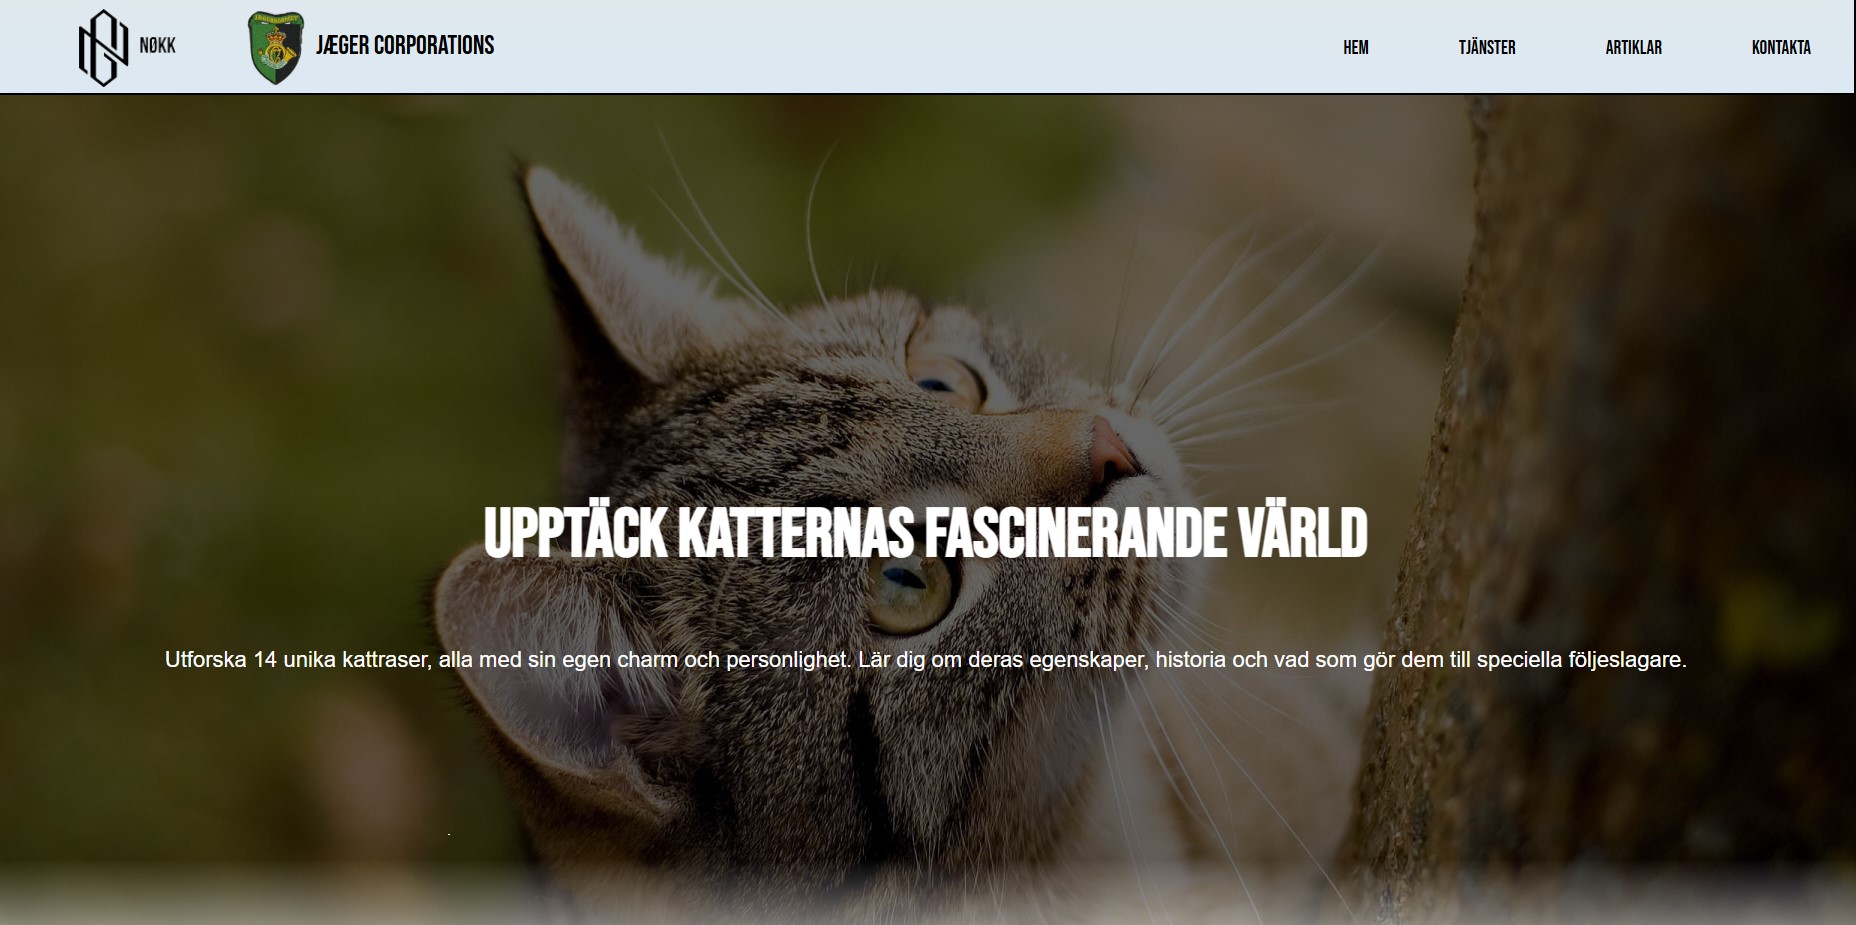 NØKK
JÆGERKORPSET
JÆGER CORPORATIONS
HEM
TJÄNSTER
ARTIKLAR
KONTAKTA
UPPTÄCK KATTERNAS FASCINERANDE VÄRLD
Utforska 14 unika kattraser, alla med sin egen charm och personlighet. Lär dig om deras egenskaper, historia och vad som gör dem till speciella följeslagare.